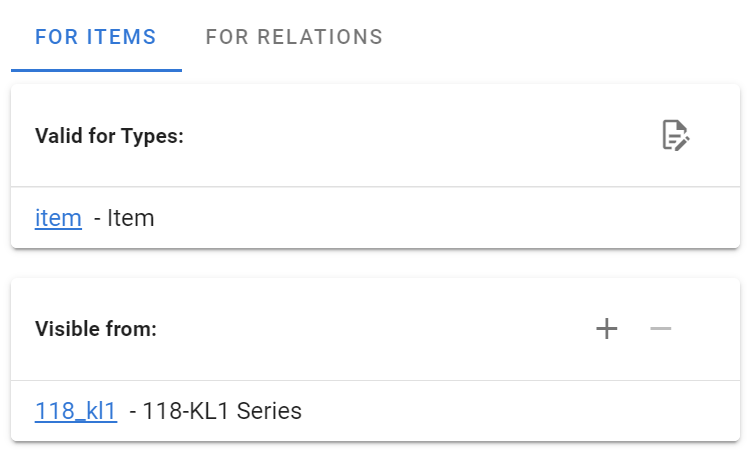 FOR ITEMS FOR RELATIONS
Valid for Types:
item - Item
Visible from:
118_kl1 - 118-KL1 Series